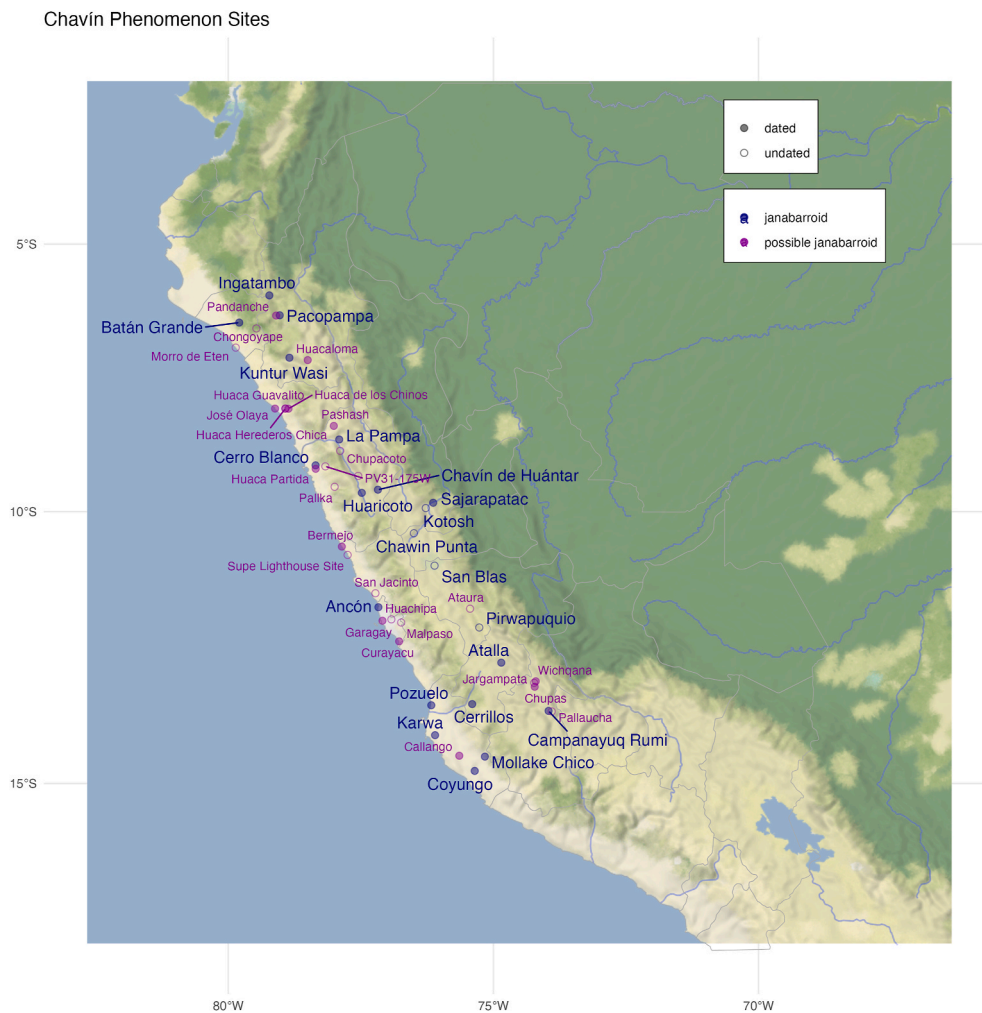 Chavín Phenomenon Sites
dated
undated
janabarroid
possible janabarroid
5°S
10°S
15°S
80°W
75°W
70°W
Ingatambo
Pandanche
Pacopampa
Batán Grande
Chongoyape
Morro de Eten
Huacaloma
Kuntur Wasi
Huaca Guavalito
Huaca de los Chinos
José Olaya
Pashash
Huaca Herederos Chica
La Pampa
Cerro Blanco
Chupacoto
Huaca Partida
PV31-175W
Chavín de Huántar
Pallka
Huaricoto
Sajarapatac
Kotosh
Bermejo
Chawin Punta
Supe Lighthouse Site
San Blas
San Jacinto
Ataura
Ancón
Huachipa
Pirwapuquio
Garagay
Malpaso
Curayacu
Atalla
Wichqana
Jargampata
Pozuelo
Chupas
Cerrillos
Pallaucha
Karwa
Campanayuq Rumi
Callango
Mollake Chico
Coyungo